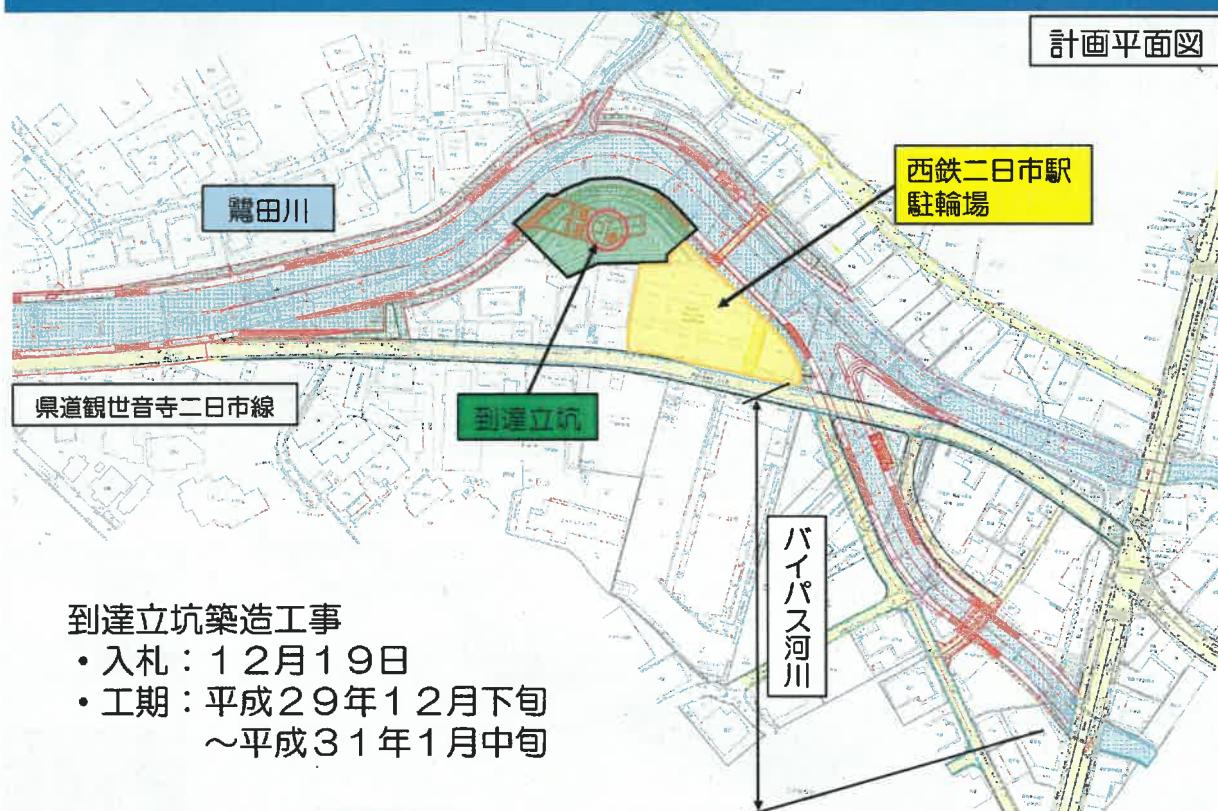 計画平面図
西鉄二日市駅
駐輪場
鷺田川
県道観世音寺二日市線
到達立坑
バイパス河川
到達立坑築造工事
・入札：１２月１９日
・工期：平成２９年１２月下旬
～平成３１年１月中旬